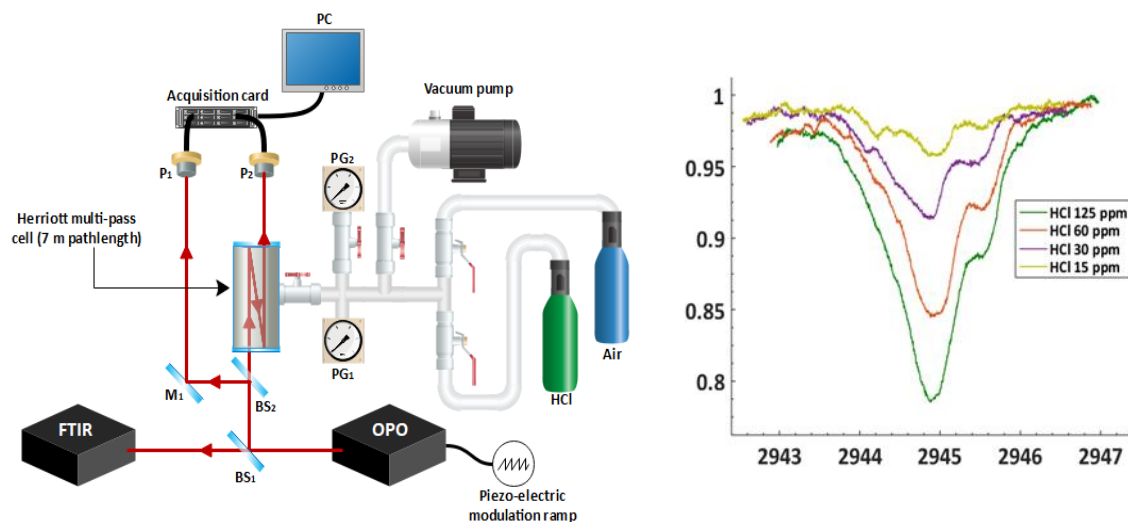 PC
Acquisition card
Vacuum pump
P1
P2
PG2
Herriott multi-pass
cell (7 m pathlength)
PG1
Air
HCl
M1
BS2
FTIR
OPO
BS1
Piezo-electric
modulation ramp
1
0.95
0.9
0.85
0.8
HCl 125 ppm
HCl 60 ppm
HCl 30 ppm
HCl 15 ppm
2943 2944 2945 2946 2947